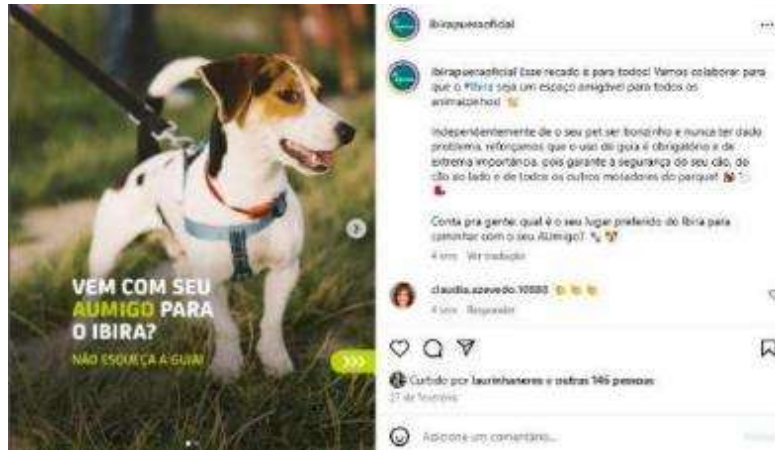 VEM COM SEU
AUMIGO PARA
O IBIRA?
NÃO ESQUEÇA A GUIA!
>>>
ibirapueraoficial
ibirapueraoficial Esse recado é para todos! Vamos colaborar para
que o #Ibira seja um espaço amigável para todos os
animaizinhos!
Independentemente de o seu pet ser bonzinho e nunca ter dado
problema, reforçamos que o uso de guia é obrigatório e de
extrema importância, pois garante a segurança do seu cão, do
cão ao lado e de todos os outros moradores do parque!
Conta pra gente: qual é o seu lugar preferido do Ibira para
caminhar com o seu AUmigo?
4 sem Ver tradução
claudia.azevedo.10888
4 sem Responder
Curtido por laurinhaneres e outras 146 pessoas
27 de fevereiro
Adicione um comentário...